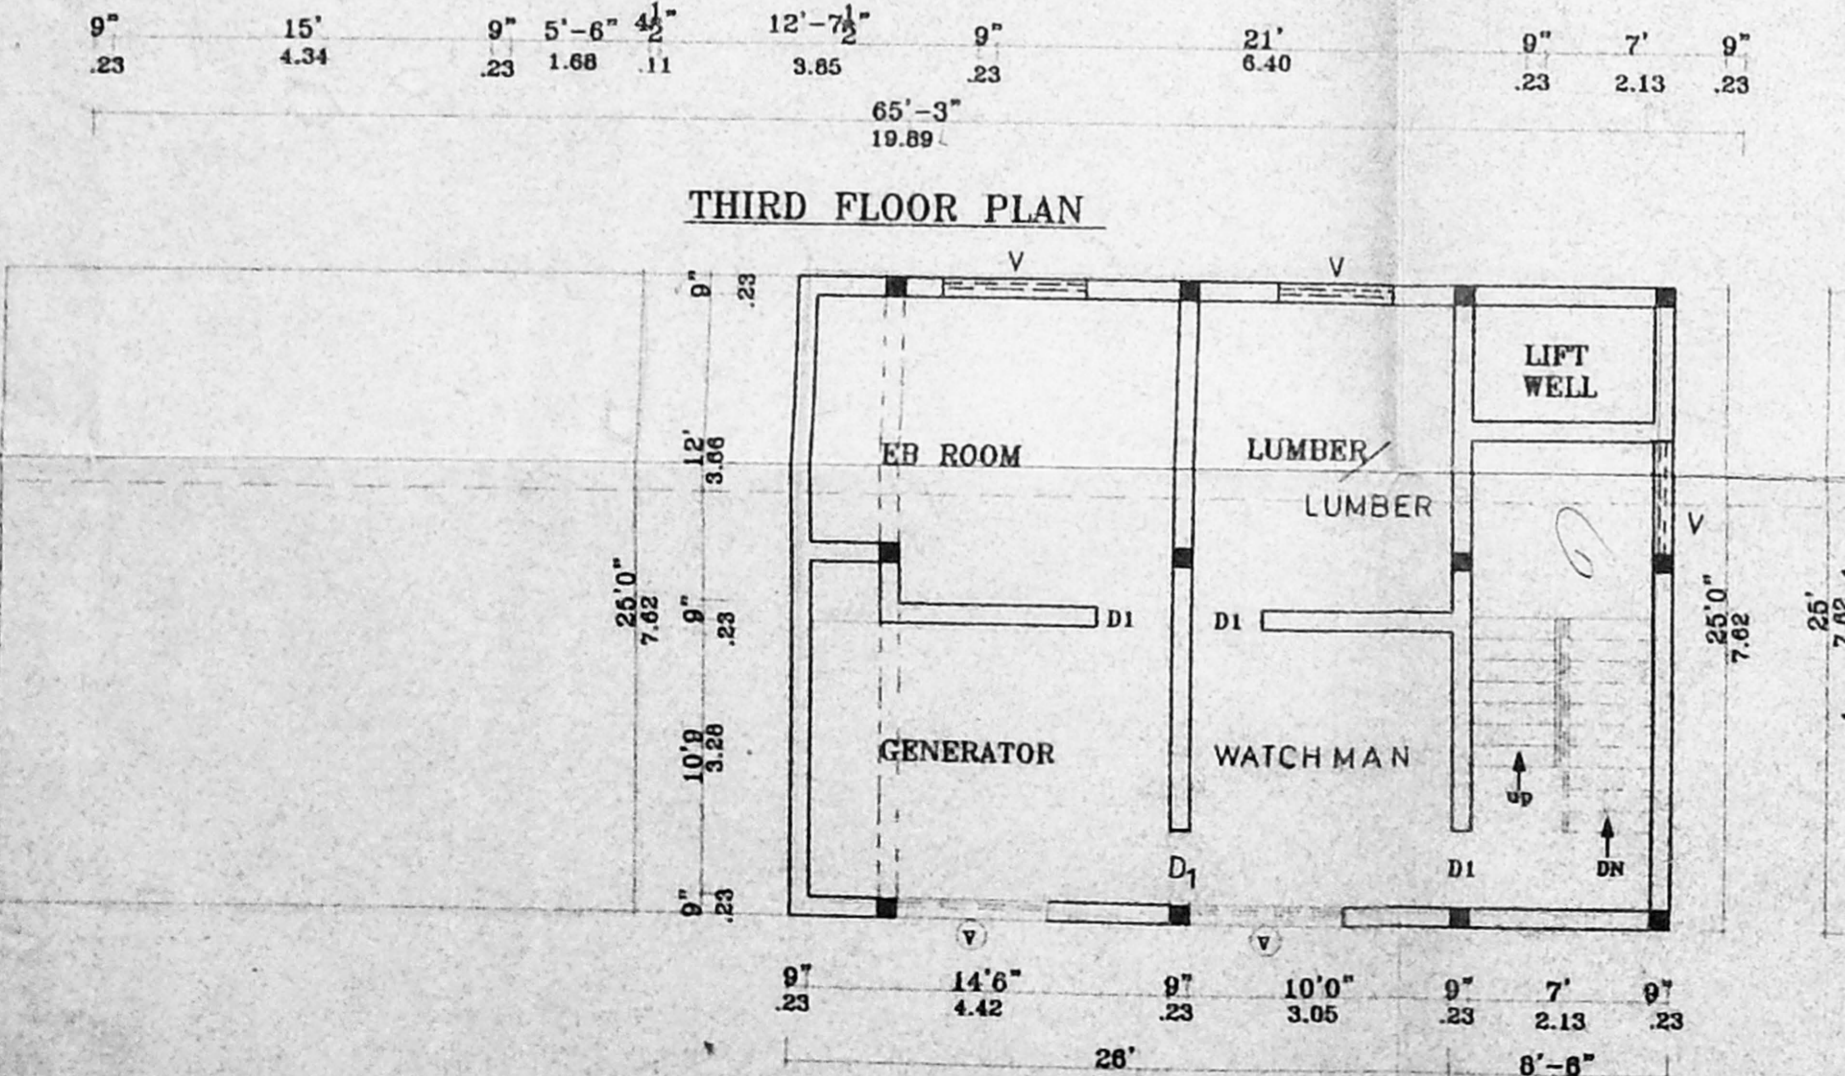 9" 15' 9" 5'-6" 4½" 12'-7½" 9" 21' 9" 7' 9"
.23 4.34 .23 1.68 .11 3.85 .23 6.40 .23 2.13 .23
65'-3"
19.89
THIRD FLOOR PLAN
V V
9" .23
LIFT
WELL
12' 3.66
EB ROOM LUMBER/
LUMBER
V
25'0" 7.62
9" .23
D1 D1
25'0" 7.62
25' 7.62
10'9 3.28
GENERATOR WATCHMAN
up
D1 D1 DN
9" .23
V V
9" 14'6" 9" 10'0" 9" 7' 9"
.23 4.42 .23 3.05 .23 2.13 .23
26' 8'-6"